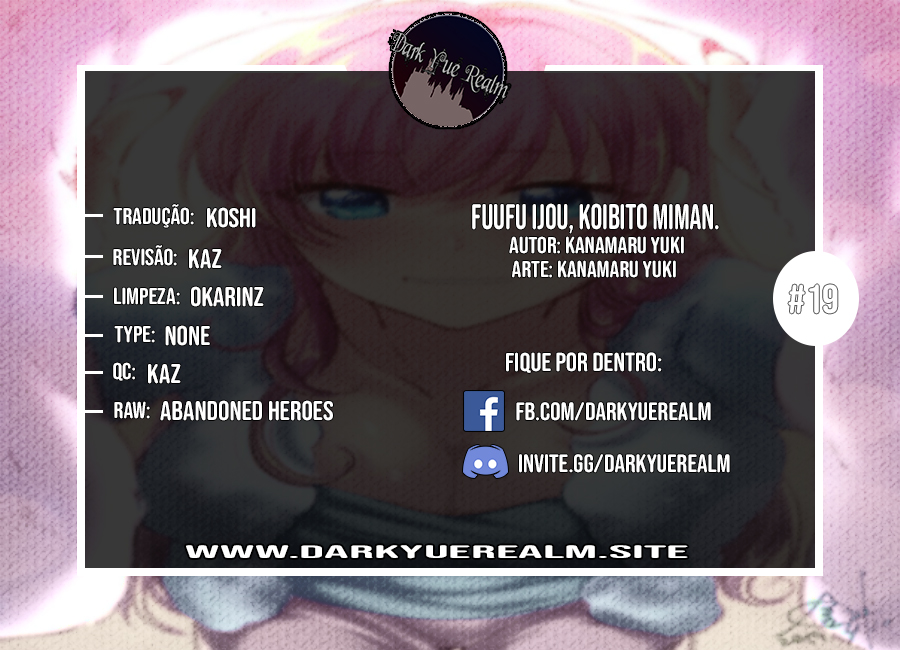 Dark Yue Realm
TRADUÇÃO: KOSHI
REVISÃO: KAZ
LIMPEZA: OKARINZ
TYPE: NONE
QC: KAZ
RAW: ABANDONED HEROES
FUUFU IJOU, KOIBITO MIMAN.
AUTOR: KANAMARU YUKI
ARTE: KANAMARU YUKI
#19
FIQUE POR DENTRO:
FB.COM/DARKYUEREALM
INVITE.GG/DARKYUEREALM
WWW.DARKYUEREALM.SITE